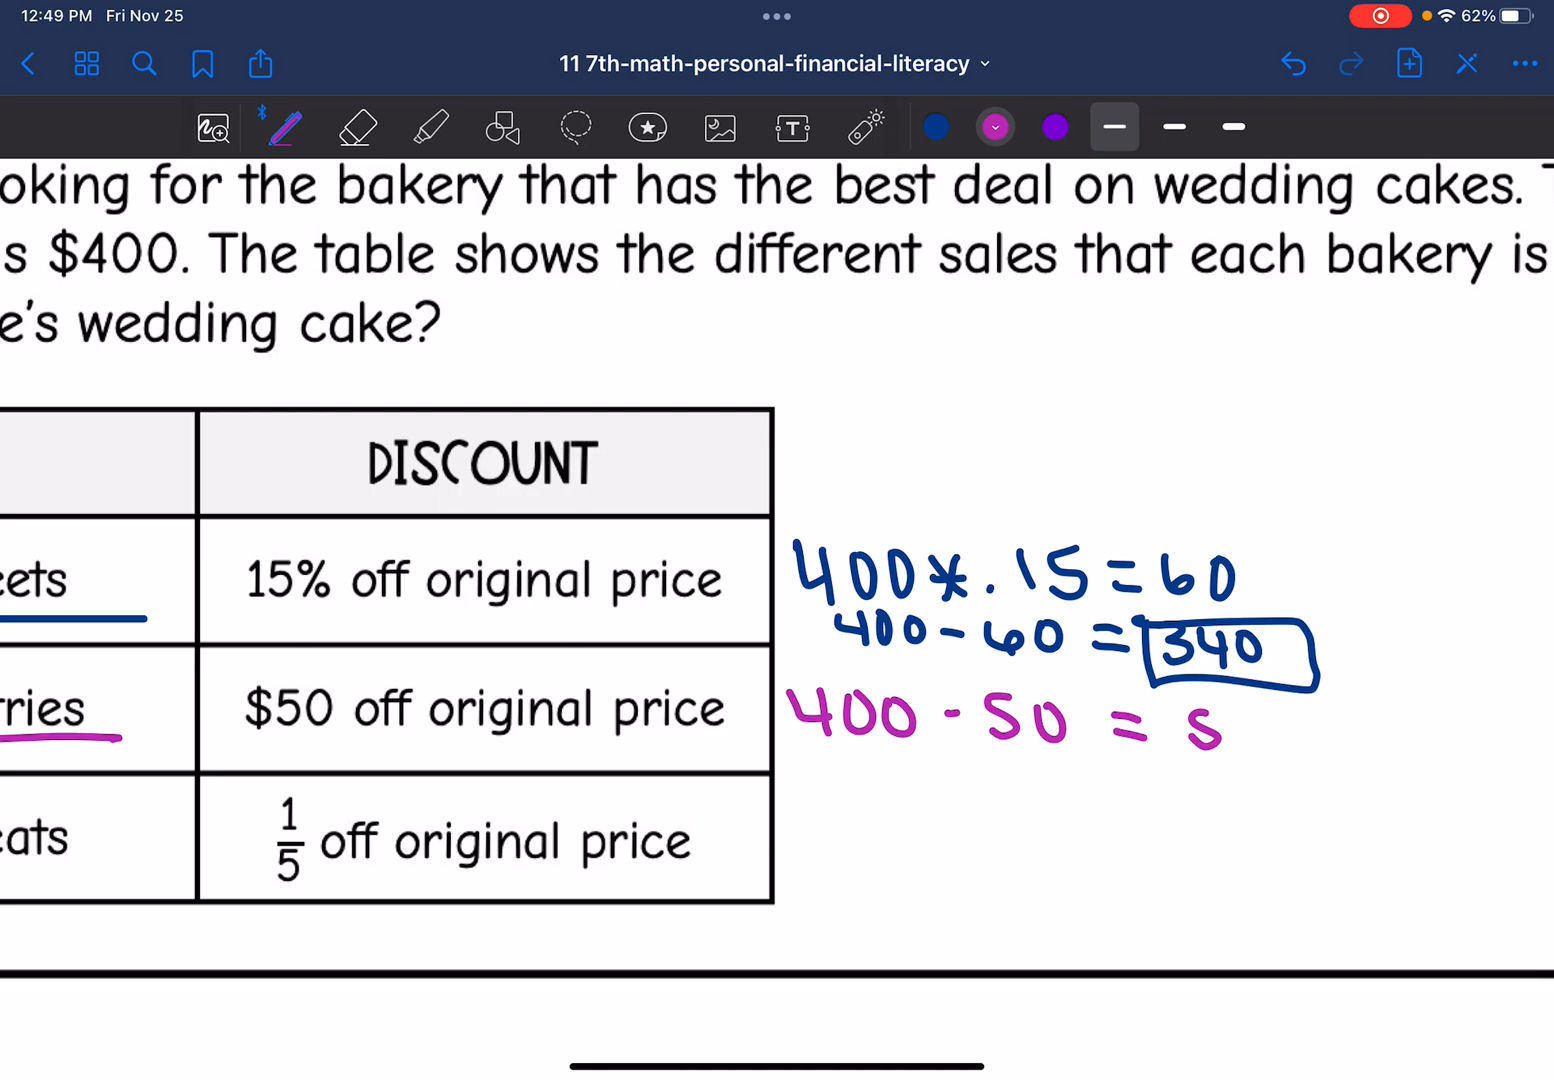 12:49 PM Fri Nov 25
62%
11 7th-math-personal-financial-literacy
T
oking for the bakery that has the best deal on wedding cakes.
s $400. The table shows the different sales that each bakery is
e's wedding cake?
DISCOUNT
eets 15% off original price 400 * .15 = 60
400 - 60 = 340
ries $50 off original price 400 - 50 = S
eats 1/5 off original price